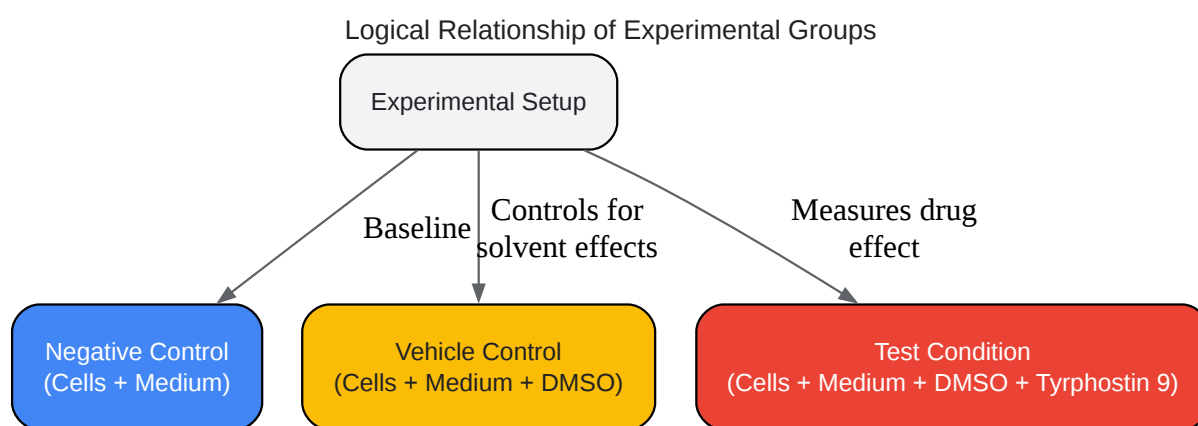 Logical Relationship of Experimental Groups
Experimental Setup
Baseline
Controls for
solvent effects
Measures drug
effect
Negative Control
(Cells + Medium)
Vehicle Control
(Cells + Medium + DMSO)
Test Condition
(Cells + Medium + DMSO + Tyrphostin 9)